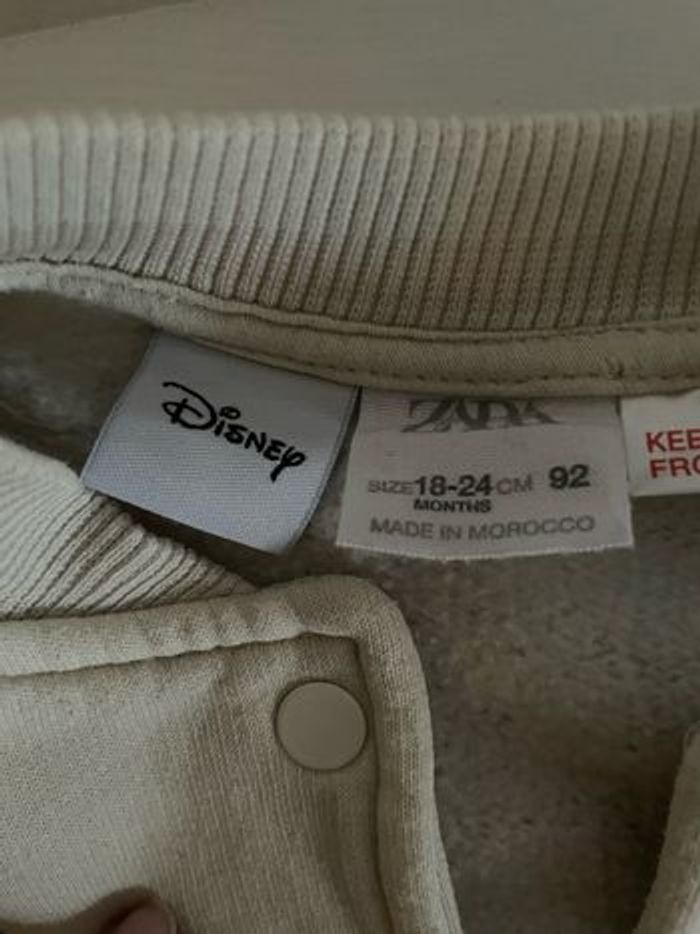 Disney
ZARA
SIZE 18-24 CM 92
MONTHS
MADE IN MOROCCO
KEE
FRO